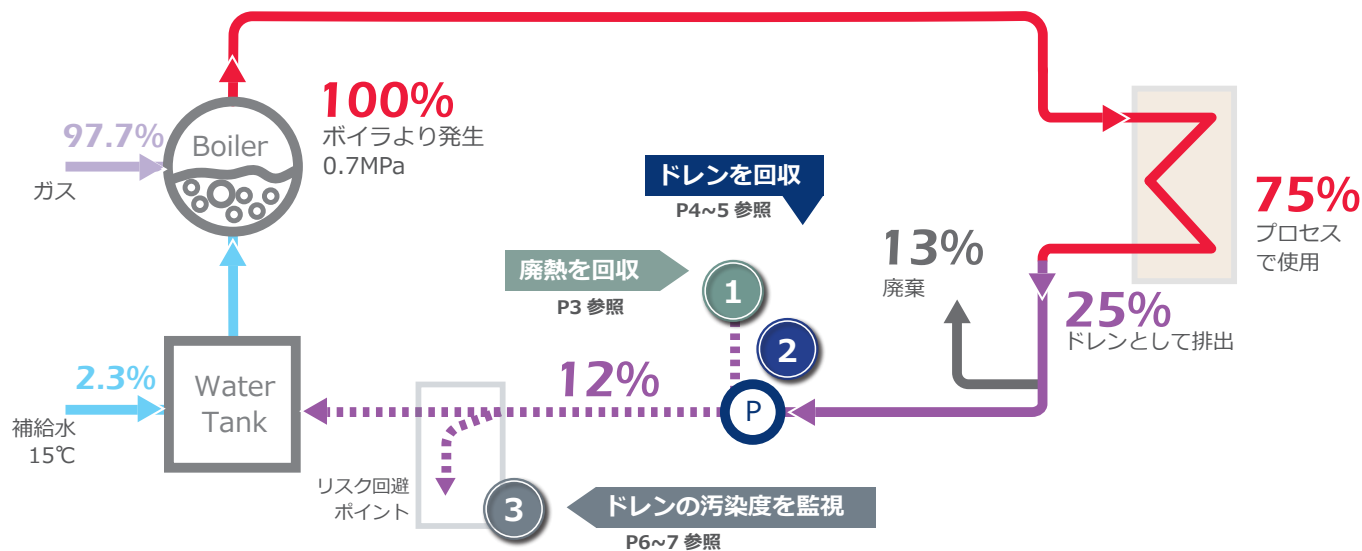 97.7%
ガス
Boiler
100%
ボイラより発生
0.7MPa
ドレンを回収
P4~5 参照
廃熱を回収
P3 参照
1
2
13%
廃棄
75%
プロセス
で使用
25%
ドレンとして排出
2.3%
補給水
15℃
Water
Tank
12%
P
リスク回避
ポイント
3
ドレンの汚染度を監視
P6~7 参照